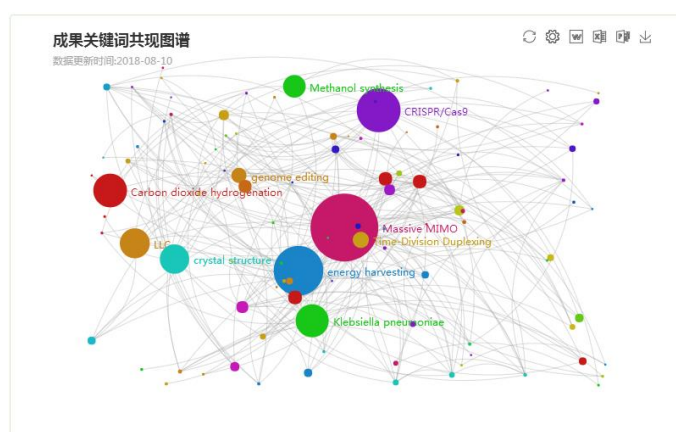 成果关键词共现图谱
数据更新时间:2018-08-10
Methanol synthesis
CRISPR/Cas9
genome editing
Carbon dioxide hydrogenation
Massive MIMO
Time-Division Duplexing
LLC
crystal structure
energy harvesting
Klebsiella pneumoniae